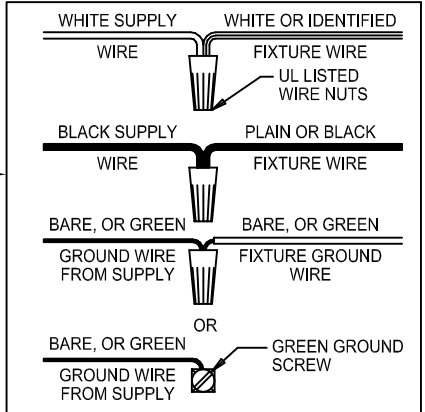 WHITE SUPPLY WHITE OR IDENTIFIED
WIRE FIXTURE WIRE
UL LISTED
WIRE NUTS
BLACK SUPPLY PLAIN OR BLACK
WIRE FIXTURE WIRE
BARE, OR GREEN BARE, OR GREEN
GROUND WIRE FIXTURE GROUND
FROM SUPPLY WIRE
OR
BARE, OR GREEN GREEN GROUND
SCREW
GROUND WIRE
FROM SUPPLY